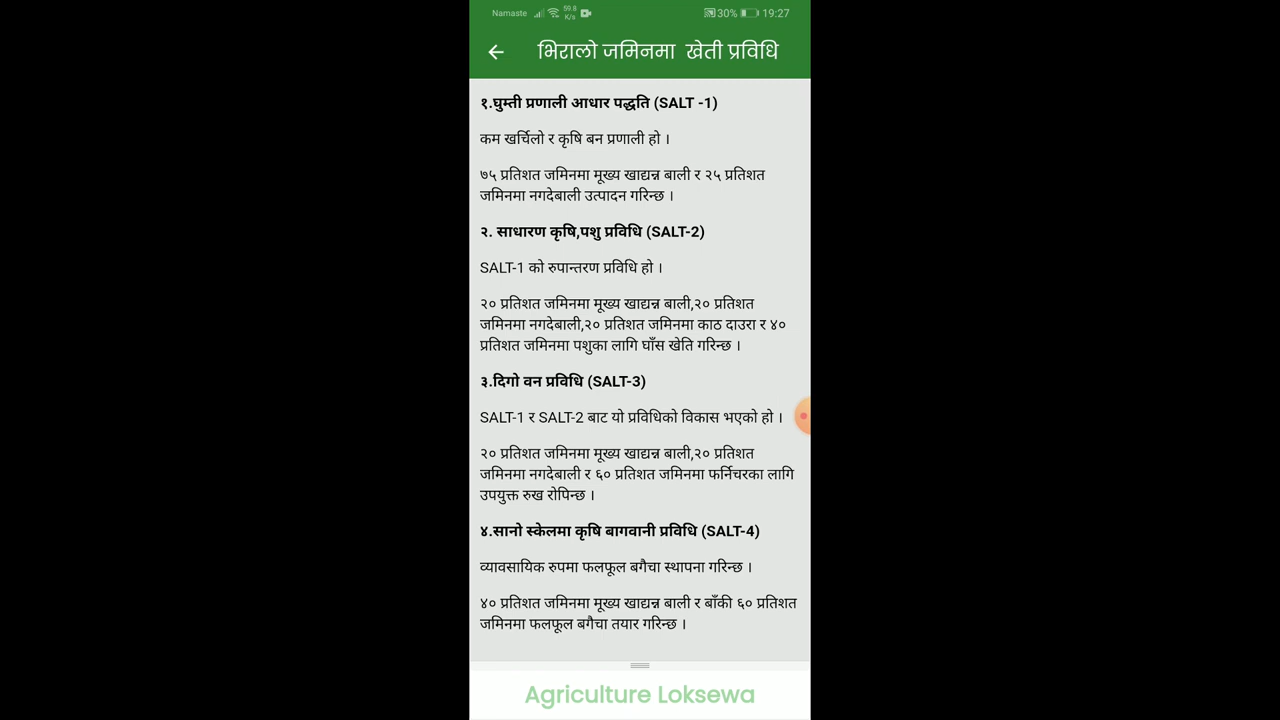 Namaste 59.8 K/s 30% 19:27
भिरालो जमिनमा खेती प्रविधि
१.घुम्ती प्रणाली आधार पद्धति (SALT -1)
कम खर्चिलो र कृषि बन प्रणाली हो ।
७५ प्रतिशत जमिनमा मूख्य खाद्यन्न बाली र २५ प्रतिशत
जमिनमा नगदेबाली उत्पादन गरिन्छ ।
२. साधारण कृषि,पशु प्रविधि (SALT-2)
SALT-1 को रुपान्तरण प्रविधि हो ।
२० प्रतिशत जमिनमा मूख्य खाद्यन्न बाली,२० प्रतिशत
जमिनमा नगदेबाली,२० प्रतिशत जमिनमा काठ दाउरा र ४०
प्रतिशत जमिनमा पशुका लागि घाँस खेति गरिन्छ ।
३.दिगो वन प्रविधि (SALT-3)
SALT-1 र SALT-2 बाट यो प्रविधिको विकास भएको हो ।
२० प्रतिशत जमिनमा मूख्य खाद्यन्न बाली,२० प्रतिशत
जमिनमा नगदेबाली र ६० प्रतिशत जमिनमा फर्निचरका लागि
उपयुक्त रुख रोपिन्छ ।
४.सानो स्केलमा कृषि बागवानी प्रविधि (SALT-4)
व्यावसायिक रुपमा फलफूल बगैचा स्थापना गरिन्छ ।
४० प्रतिशत जमिनमा मूख्य खाद्यन्न बाली र बाँकी ६० प्रतिशत
जमिनमा फलफूल बगैचा तयार गरिन्छ ।
Agriculture Loksewa